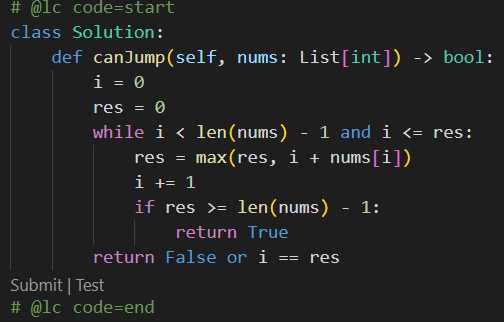 # @lc code=start
class Solution:
    def canJump(self, nums: List[int]) -> bool:
        i = 0
        res = 0
        while i < len(nums) - 1 and i <= res:
            res = max(res, i + nums[i])
            i += 1
            if res >= len(nums) - 1:
                return True
        return False or i == res
Submit | Test
# @lc code=end